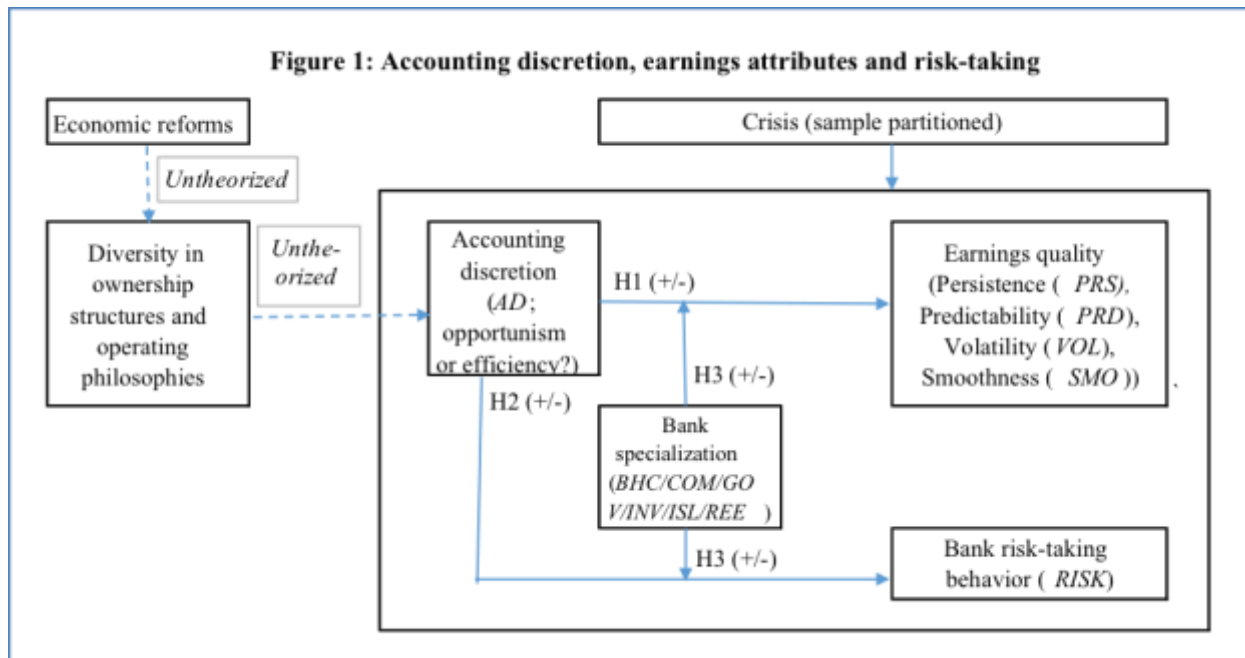 Figure 1: Accounting discretion, earnings attributes and risk-taking
Economic reforms
Crisis (sample partitioned)
Untheorized
Diversity in
ownership
structures and
operating
philosophies
Unthe-
orized
Accounting
discretion
(AD;
opportunism
or efficiency?)
H1 (+/-)
Earnings quality
(Persistence ( PRS),
Predictability ( PRD),
Volatility (VOL),
Smoothness ( SMO ))
、
H3 (+/-)
H2 (+/-)
Bank
specialization
(BHC/COM/GO
V/INV/ISL/REE )
H3 (+/-)
Bank risk-taking
behavior ( RISK)